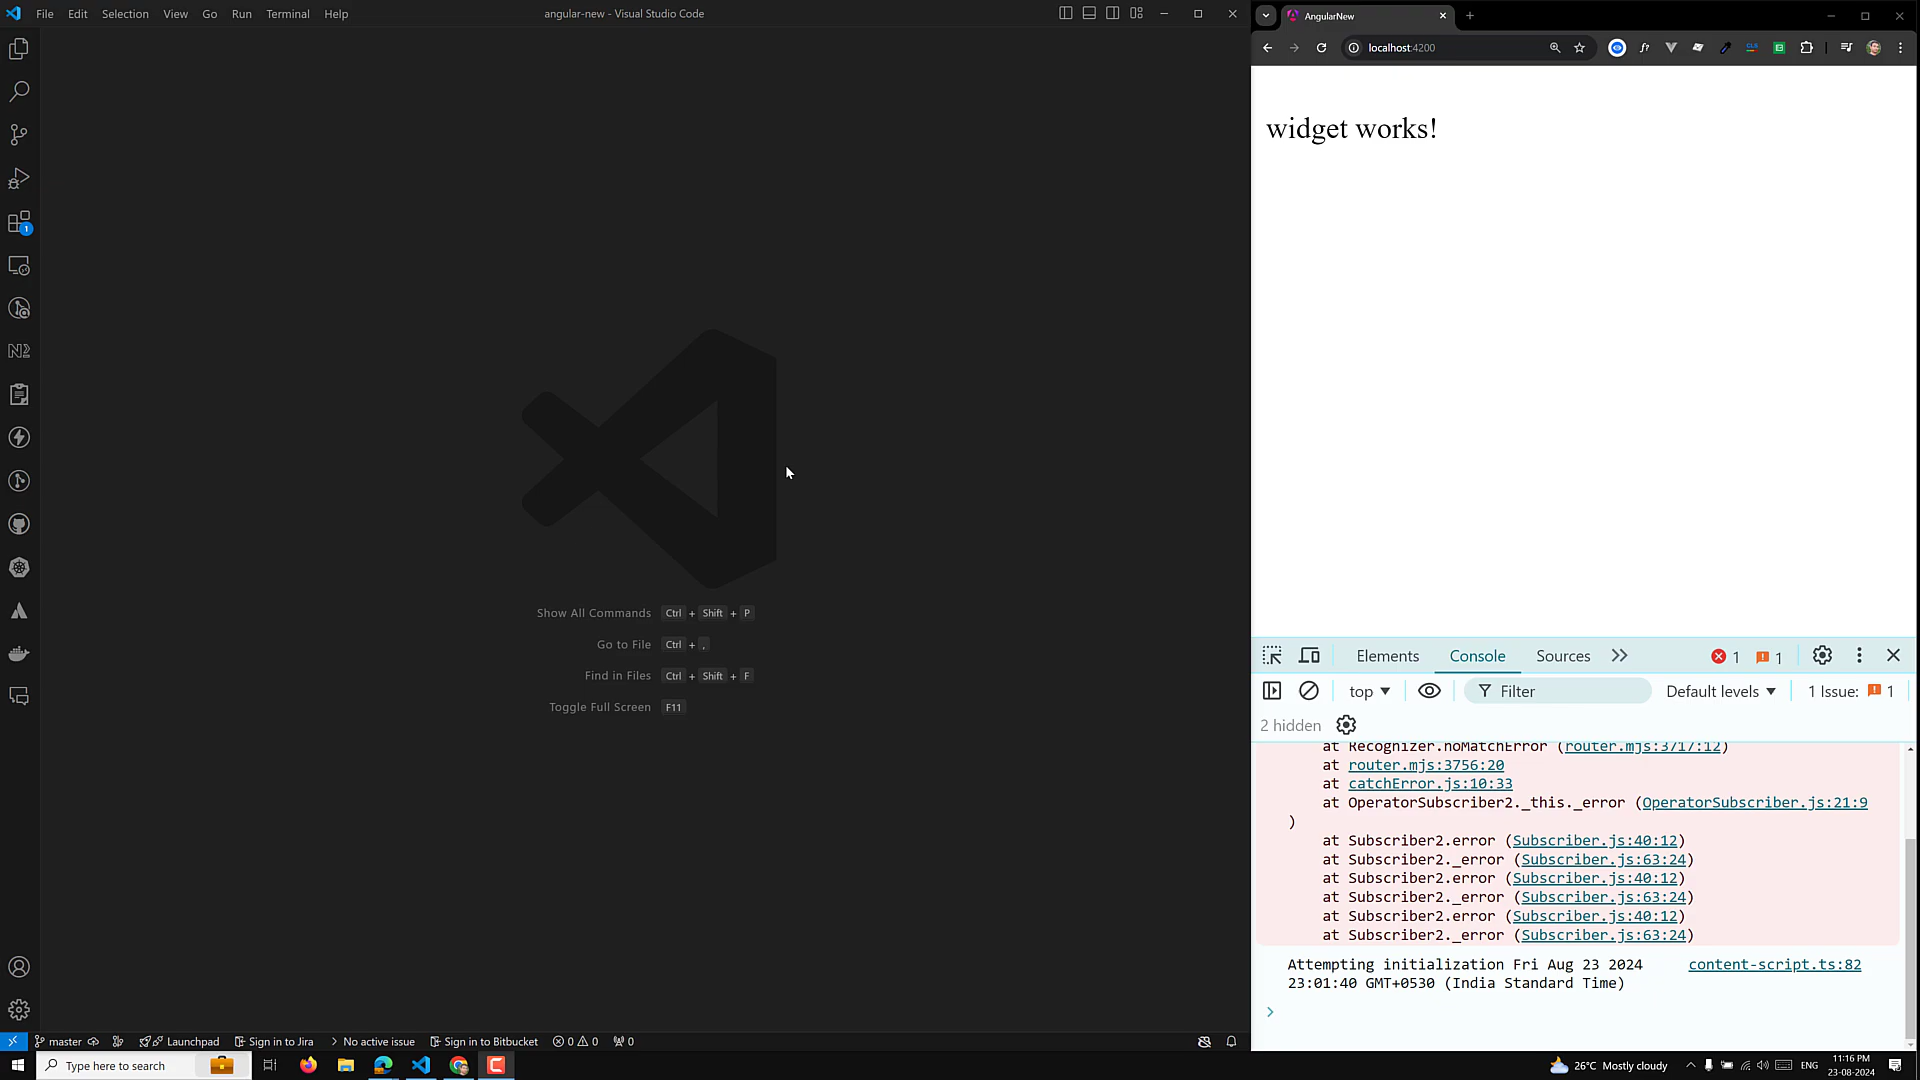 File Edit Selection View Go Run Terminal Help
angular-new - Visual Studio Code
AngularNew
localhost:4200
widget works!
1
Show All Commands Ctrl + Shift + P
Go to File Ctrl + ,
Find in Files Ctrl + Shift + F
Toggle Full Screen F11
Elements Console Sources 1 1
top Filter Default levels 1 Issue: 1
2 hidden
at Recognizer.noMatchError (router.mjs:3717:12)
at router.mjs:3756:20
at catchError.js:10:33
at OperatorSubscriber2._this._error (OperatorSubscriber.js:21:9
)
at Subscriber2.error (Subscriber.js:40:12)
at Subscriber2._error (Subscriber.js:63:24)
at Subscriber2.error (Subscriber.js:40:12)
at Subscriber2._error (Subscriber.js:63:24)
at Subscriber2.error (Subscriber.js:40:12)
at Subscriber2._error (Subscriber.js:63:24)
Attempting initialization Fri Aug 23 2024 content-script.ts:82
23:01:40 GMT+0530 (India Standard Time)
master Launchpad Sign in to Jira No active issue Sign in to Bitbucket 0 0 0
Type here to search
26°C Mostly cloudy ENG
11:16 PM
23-08-2024